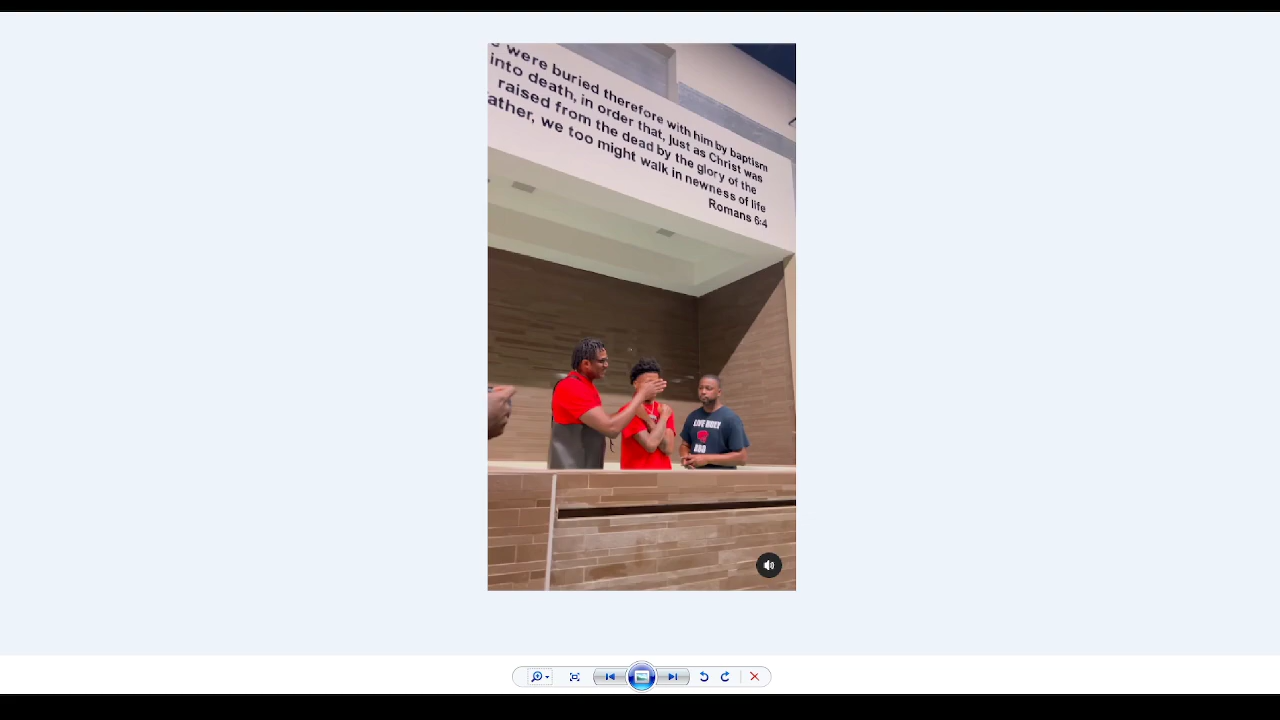 were buried therefore with him by baptism
into death, in order that, just as Christ was
raised from the dead by the glory of the
ather, we too might walk in newness of life
Romans 6:4
LIVE HOLY
BRO